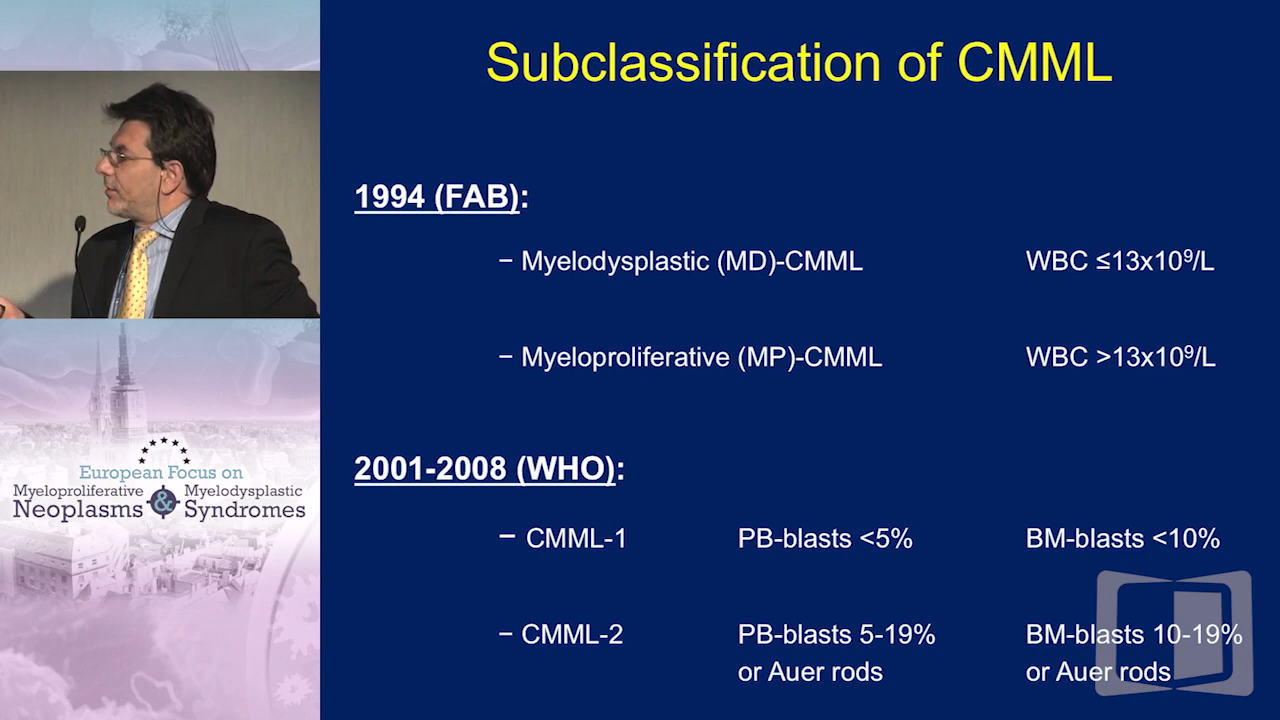 Subclassification of CMML
1994 (FAB):
− Myelodysplastic (MD)-CMML WBC ≤13x10⁹/L
− Myeloproliferative (MP)-CMML WBC >13x10⁹/L
2001-2008 (WHO):
− CMML-1 PB-blasts <5% BM-blasts <10%
− CMML-2 PB-blasts 5-19% BM-blasts 10-19%
or Auer rods or Auer rods
European Focus on
Myeloproliferative & Myelodysplastic
Neoplasms Syndromes